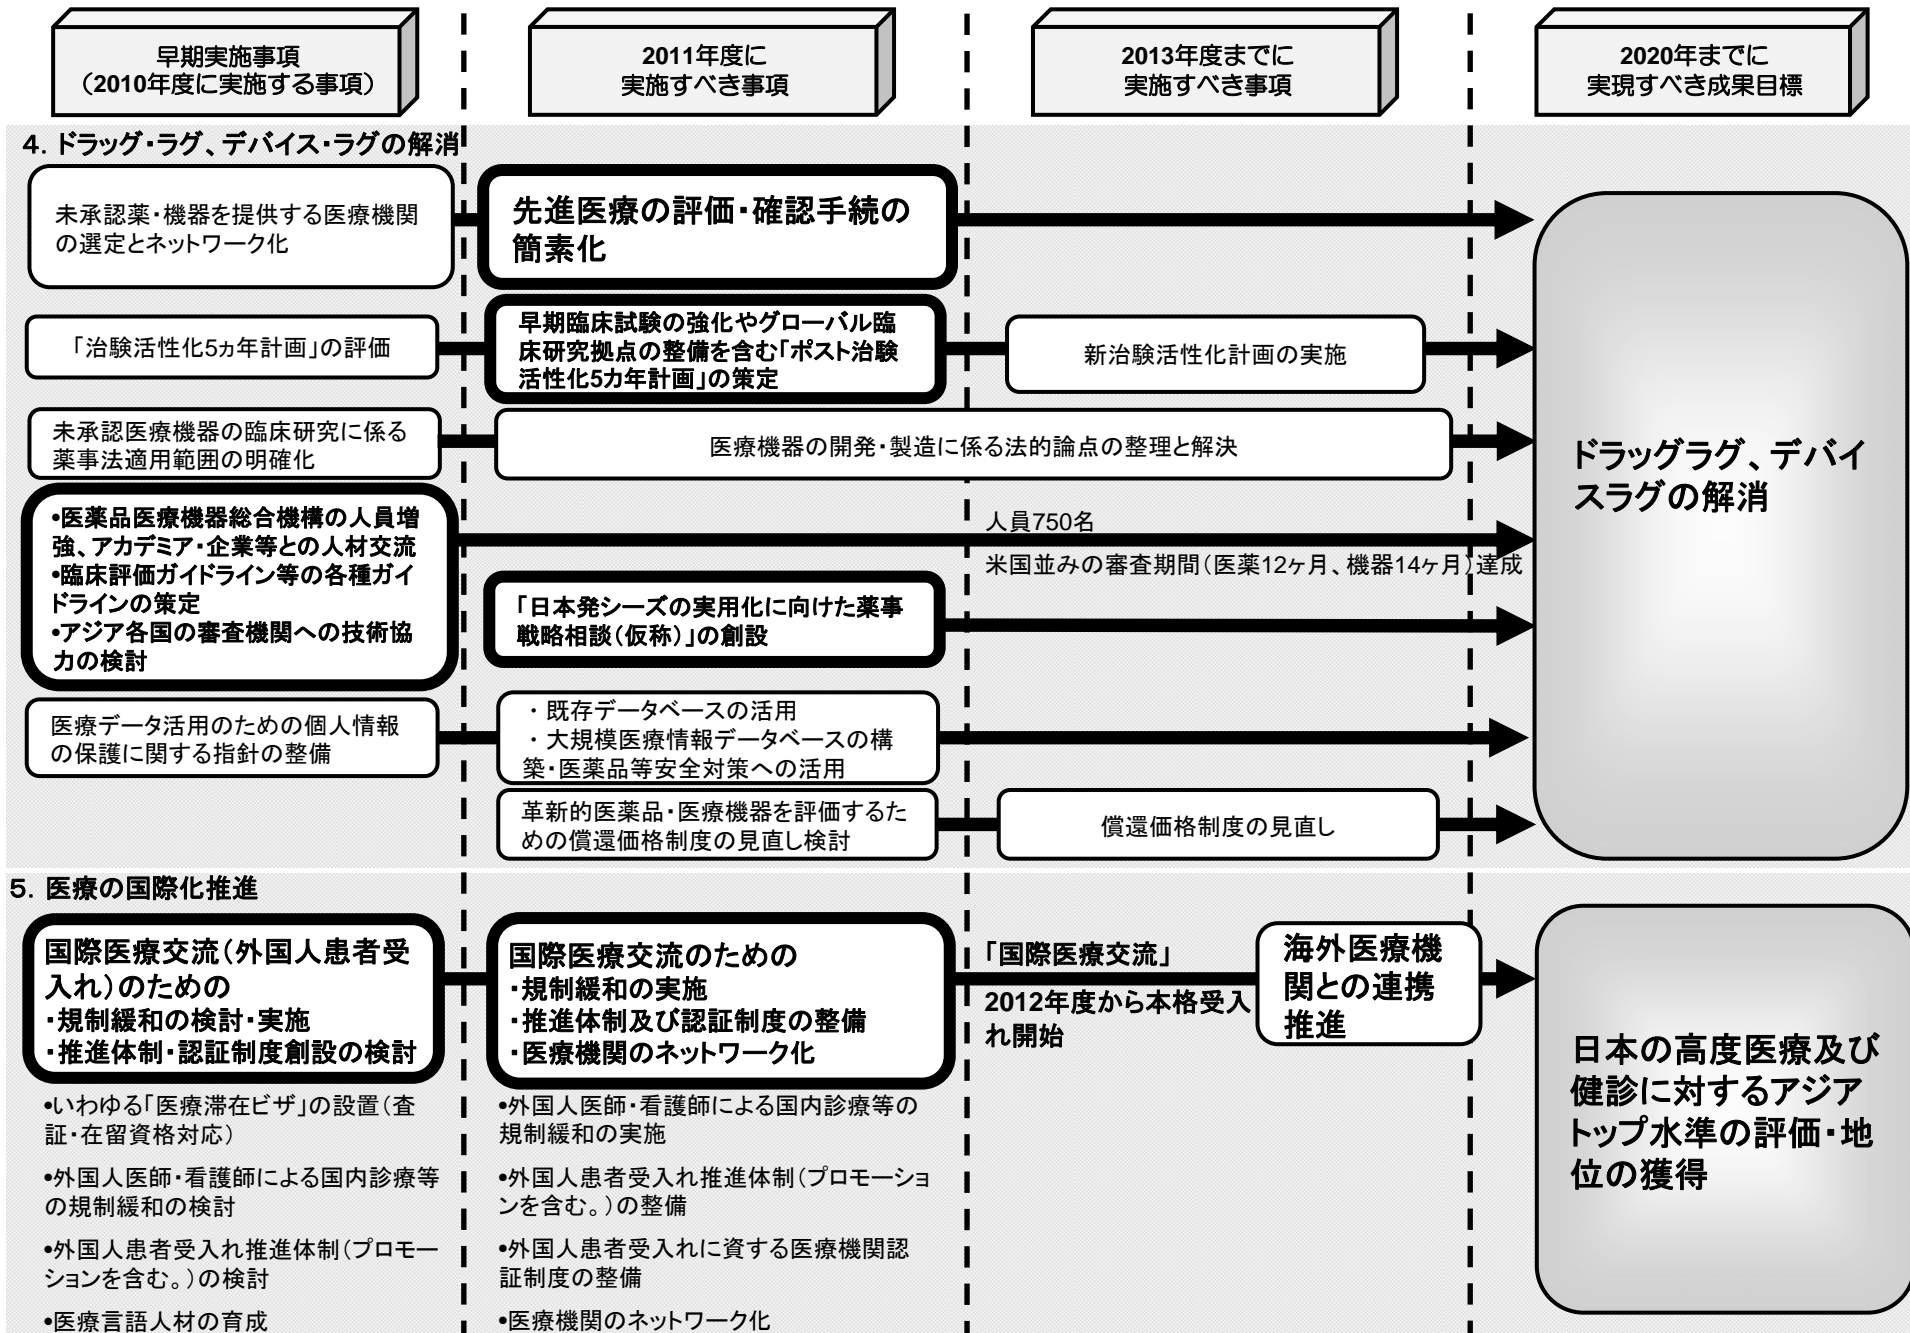 早期実施事項
（2010年度に実施する事項）
2011年度に
実施すべき事項
2013年度までに
実施すべき事項
2020年までに
実現すべき成果目標
４．ドラッグ・ラグ、デバイス・ラグの解消
未承認薬・機器を提供する医療機関
の選定とネットワーク化
先進医療の評価・確認手続の
簡素化
「治験活性化5ヵ年計画」の評価
早期臨床試験の強化やグローバル臨
床研究拠点の整備を含む「ポスト治験
活性化5カ年計画」の策定
新治験活性化計画の実施
未承認医療機器の臨床研究に係る
薬事法適用範囲の明確化
医療機器の開発・製造に係る法的論点の整理と解決
•医薬品医療機器総合機構の人員増
強、アカデミア・企業等との人材交流
•臨床評価ガイドライン等の各種ガイ
ドラインの策定
•アジア各国の審査機関への技術協
力の検討
人員750名
米国並みの審査期間（医薬12ヶ月、機器14ヶ月）達成
「日本発シーズの実用化に向けた薬事
戦略相談（仮称）」の創設
医療データ活用のための個人情報
の保護に関する指針の整備
・既存データベースの活用
・大規模医療情報データベースの構
築・医薬品等安全対策への活用
革新的医薬品・医療機器を評価するた
めの償還価格制度の見直し検討
償還価格制度の見直し
ドラッグラグ、デバイ
スラグの解消
５．医療の国際化推進
国際医療交流（外国人患者受
入れ）のための
・規制緩和の検討・実施
・推進体制・認証制度創設の検討
国際医療交流のための
・規制緩和の実施
・推進体制及び認証制度の整備
・医療機関のネットワーク化
「国際医療交流」
2012年度から本格受入
れ開始
海外医療機
関との連携
推進
日本の高度医療及び
健診に対するアジア
トップ水準の評価・地
位の獲得
•いわゆる「医療滞在ビザ」の設置（査
証・在留資格対応）
•外国人医師・看護師による国内診療等
の規制緩和の検討
•外国人患者受入れ推進体制（プロモー
ションを含む。）の検討
•医療言語人材の育成
•外国人医師・看護師による国内診療等の
規制緩和の実施
•外国人患者受入れ推進体制（プロモーショ
ンを含む。）の整備
•外国人患者受入れに資する医療機関認
証制度の整備
•医療機関のネットワーク化